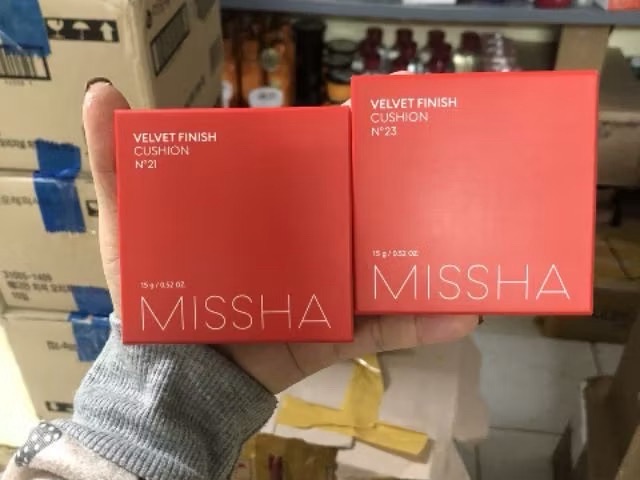 VELVET FINISH
CUSHION
N°21
15 g / 0.52 OZ.
MISSHA
VELVET FINISH
CUSHION
N°23
15 g / 0.52 OZ.
MISSHA